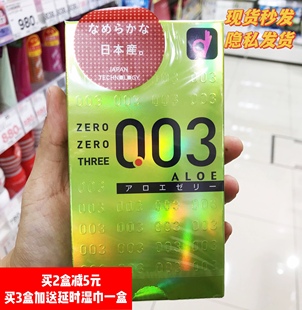 现货秒发
隐私发货
なめらかな
日本産
JAPAN
TECHNOLOGY
ZERO
ZERO
THREE
0.03
ALOE
アロエゼリー
买2盒减5元
买3盒加送延时湿巾一盒